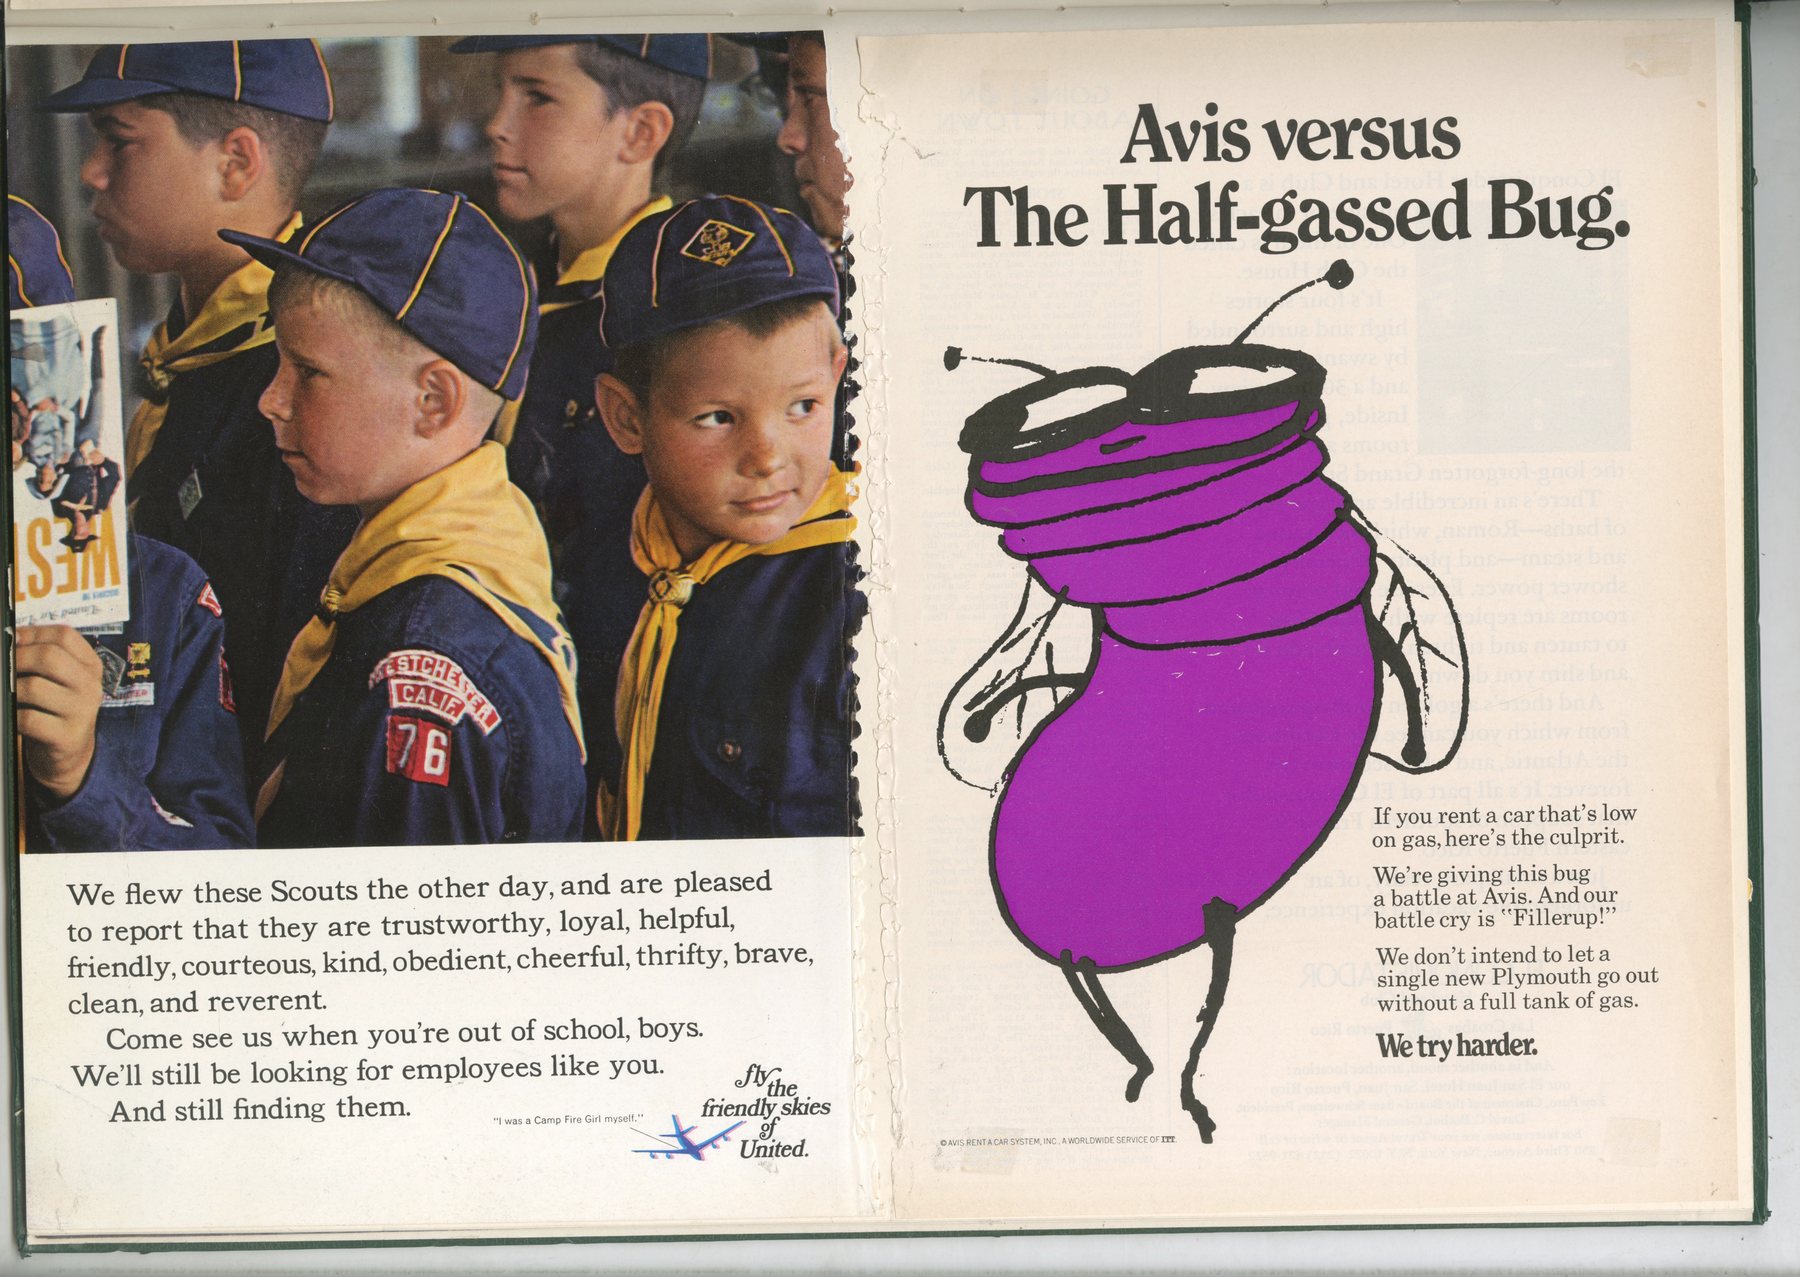 WESTCHESTER
CALIF.
76
WEST
We flew these Scouts the other day, and are pleased
to report that they are trustworthy, loyal, helpful,
friendly, courteous, kind, obedient, cheerful, thrifty, brave,
clean, and reverent.
Come see us when you're out of school, boys.
We'll still be looking for employees like you.
And still finding them.
"I was a Camp Fire Girl myself."
fly
the
friendly skies
of
United.
Avis versus
The Half-gassed Bug.
If you rent a car that's low
on gas, here's the culprit.
We're giving this bug
a battle at Avis. And our
battle cry is "Fillerup!"
We don't intend to let a
single new Plymouth go out
without a full tank of gas.
We try harder.
© AVIS RENT A CAR SYSTEM, INC., A WORLDWIDE SERVICE OF ITT.